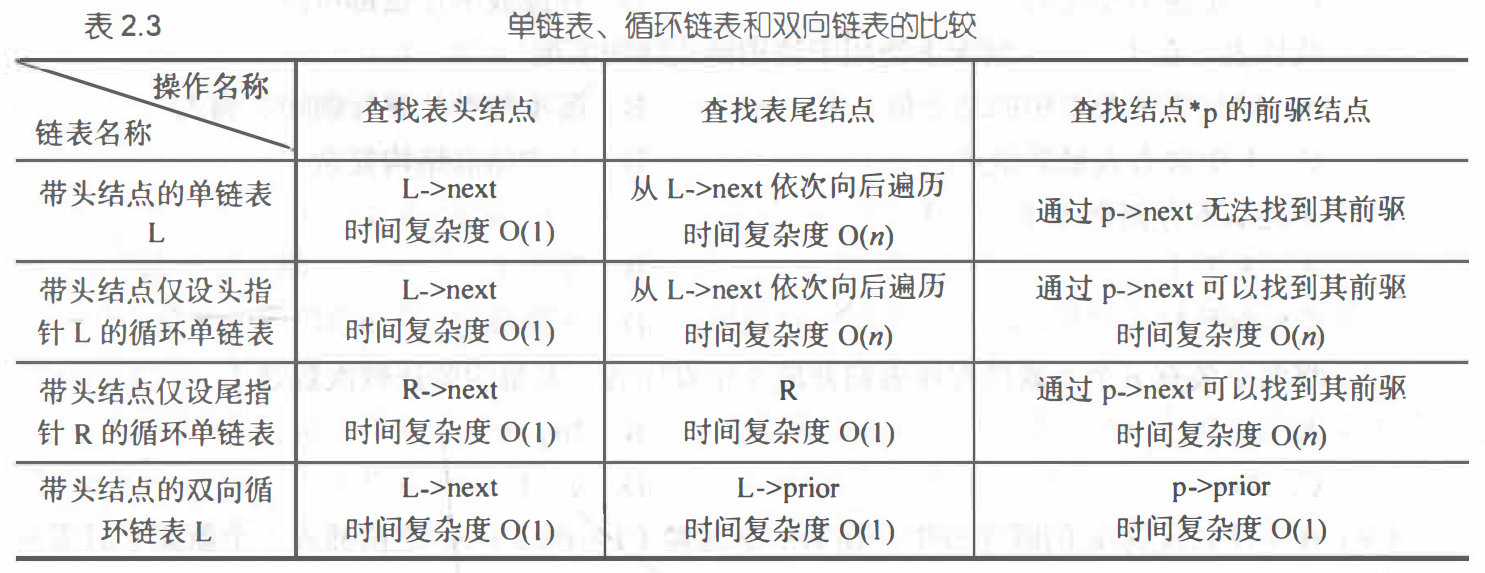 表 2.3 单链表、循环链表和双向链表的比较
操作名称
链表名称
查找表头结点
查找表尾结点
查找结点*p 的前驱结点
带头结点的单链表
L
L->next
时间复杂度 O(1)
从 L->next 依次向后遍历
时间复杂度 O(n)
通过 p->next 无法找到其前驱
带头结点仅设头指
针 L 的循环单链表
L->next
时间复杂度 O(1)
从 L->next 依次向后遍历
时间复杂度 O(n)
通过 p->next 可以找到其前驱
时间复杂度 O(n)
带头结点仅设尾指
针 R 的循环单链表
R->next
时间复杂度 O(1)
R
时间复杂度 O(1)
通过 p->next 可以找到其前驱
时间复杂度 O(n)
带头结点的双向循
环链表 L
L->next
时间复杂度 O(1)
L->prior
时间复杂度 O(1)
p->prior
时间复杂度 O(1)